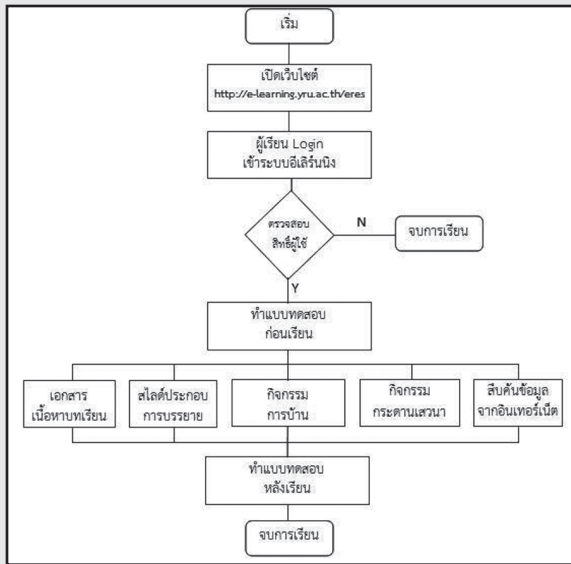 เริ่ม
เปิดเว็บไซต์
http://e-learning.yru.ac.th/eres
ผู้เรียน Login
เข้าระบบอีเลิร์นนิง
ตรวจสอบ
สิทธิ์ผู้ใช้
N
จบการเรียน
Y
ทำแบบทดสอบ
ก่อนเรียน
เอกสาร
เนื้อหาบทเรียน
สไลด์ประกอบ
การบรรยาย
กิจกรรม
การบ้าน
กิจกรรม
กระดานเสวนา
สืบค้นข้อมูล
จากอินเทอร์เน็ต
ทำแบบทดสอบ
หลังเรียน
จบการเรียน